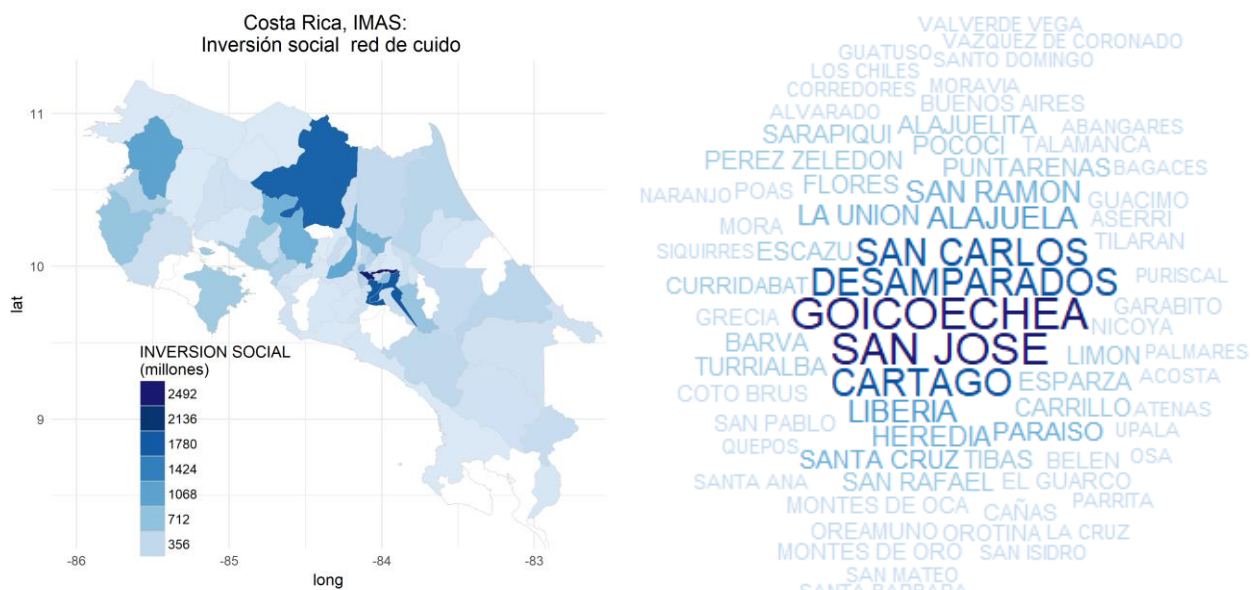 Costa Rica, IMAS:
Inversión social red de cuido
11
10
9
lat
INVERSION SOCIAL
(millones)
2492
2136
1780
1424
1068
712
356
-86
-85
-84
-83
long
VALVERDE VEGA
VAZQUEZ DE CORONADO
GUATUSO
SANTO DOMINGO
LOS CHILES
CORREDORES
MORAVIA
ALVARADO
BUENOS AIRES
SARAPIQUI
ALAJUELITA
ABANGARES
POCOCI
TALAMANCA
PEREZ ZELEDON
PUNTARENAS
BAGACES
NARANJO
POAS
FLORES
SAN RAMON
GUACIMO
MORA
LA UNION
ALAJUELA
ASERRI
SIQUIRRES
ESCAZU
SAN CARLOS
TILARAN
CURRIDABAT
DESAMPARADOS
PURISCAL
GRECIA
GOICOECHEA
GARABITO
NICOYA
BARVA
SAN JOSE
LIMON
PALMARES
TURRIALBA
CARTAGO
ESPARZA
ACOSTA
COTO BRUS
LIBERIA
CARRILLO
ATENAS
SAN PABLO
HEREDIA
PARAISO
UPALA
QUEPOS
SANTA CRUZ
TIBAS
BELEN
OSA
SANTA ANA
SAN RAFAEL
EL GUARCO
MONTES DE OCA
CAÑAS
PARRITA
OREAMUNO
OROTINA
LA CRUZ
MONTES DE ORO
SAN ISIDRO
SAN MATEO
SANTA BARBARA